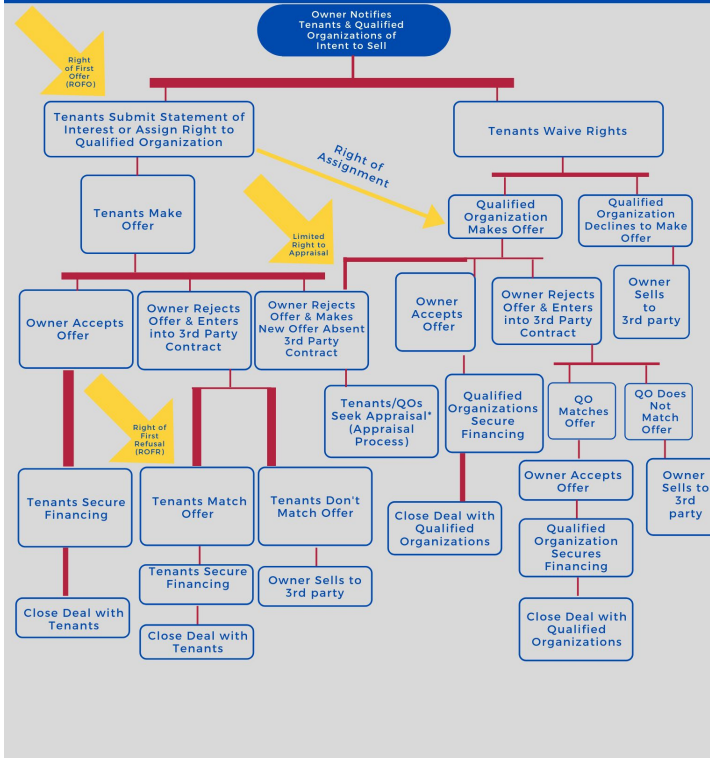 Owner Notifies
Tenants & Qualified
Organizations of
Intent to Sell
Right
of First
Offer
(ROFO)
Tenants Submit Statement of
Interest or Assign Right to
Qualified Organization
Tenants Waive Rights
Right of
Assignment
Tenants Make
Offer
Limited
Right to
Appraisal
Qualified
Organization
Makes Offer
Qualified
Organization
Declines to Make
Offer
Owner Accepts
Offer
Owner Rejects
Offer & Enters
into 3rd Party
Contract
Owner Rejects
Offer & Makes
New Offer Absent
3rd Party
Contract
Owner
Accepts
Offer
Owner Rejects
Offer & Enters
into 3rd Party
Contract
Owner
Sells
to
3rd party
Right of
First
Refusal
(ROFR)
Tenants/QOs
Seek Appraisal*
(Appraisal
Process)
Qualified
Organizations
Secure
Financing
QO
Matches
Offer
QO Does
Not
Match
Offer
Tenants Secure
Financing
Tenants Match
Offer
Tenants Don't
Match Offer
Close Deal with
Qualified
Organizations
Owner Accepts
Offer
Owner
Sells to
3rd
party
Tenants Secure
Financing
Owner Sells to
3rd party
Qualified
Organization
Secures
Financing
Close Deal with
Tenants
Close Deal with
Tenants
Close Deal with
Qualified
Organizations